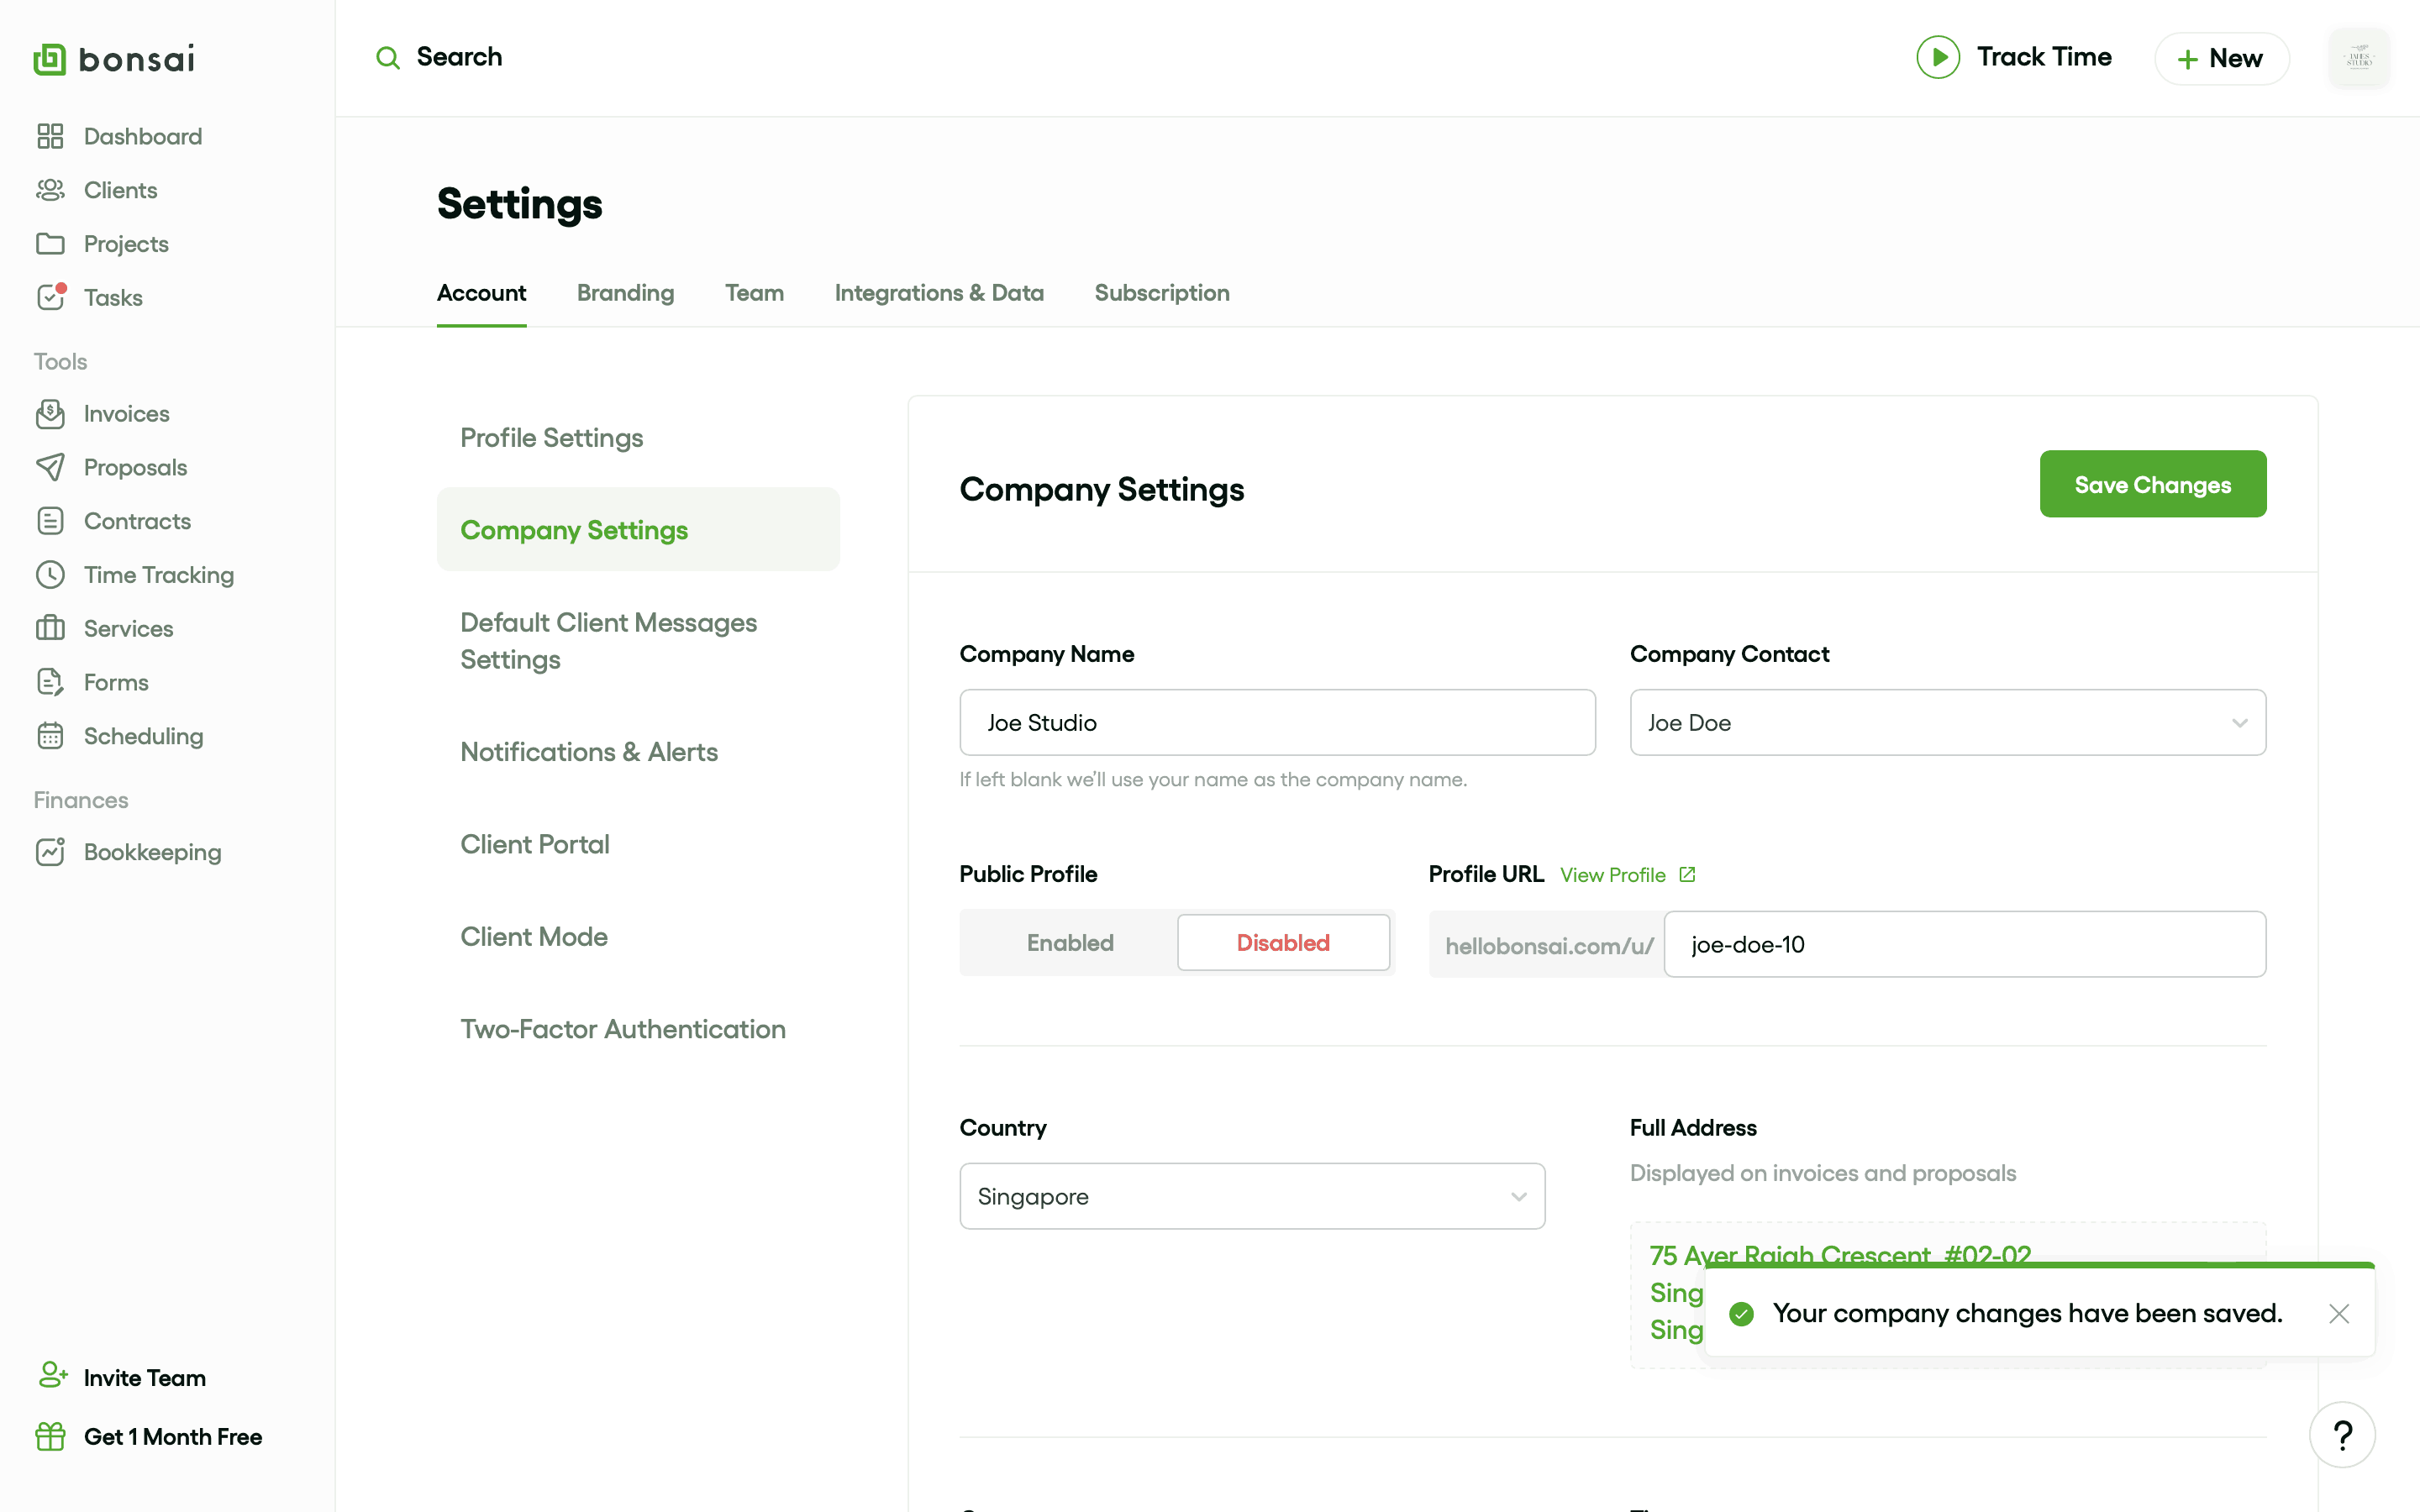 bonsai
Search
Track Time
New
JAMES
STUDIO
Dashboard
Clients
Projects
Tasks
Tools
Invoices
Proposals
Contracts
Time Tracking
Services
Forms
Scheduling
Finances
Bookkeeping
Invite Team
Get 1 Month Free
Settings
Account
Branding
Team
Integrations & Data
Subscription
Profile Settings
Company Settings
Default Client Messages
Settings
Notifications & Alerts
Client Portal
Client Mode
Two-Factor Authentication
Company Settings
Save Changes
Company Name
Joe Studio
If left blank we'll use your name as the company name.
Company Contact
Joe Doe
Public Profile
Enabled
Disabled
Profile URL
View Profile
hellobonsai.com/u/
joe-doe-10
Country
Singapore
Full Address
Displayed on invoices and proposals
75 Ayer Rajah Crescent, #02-02
Sing
Sing
Your company changes have been saved.
?